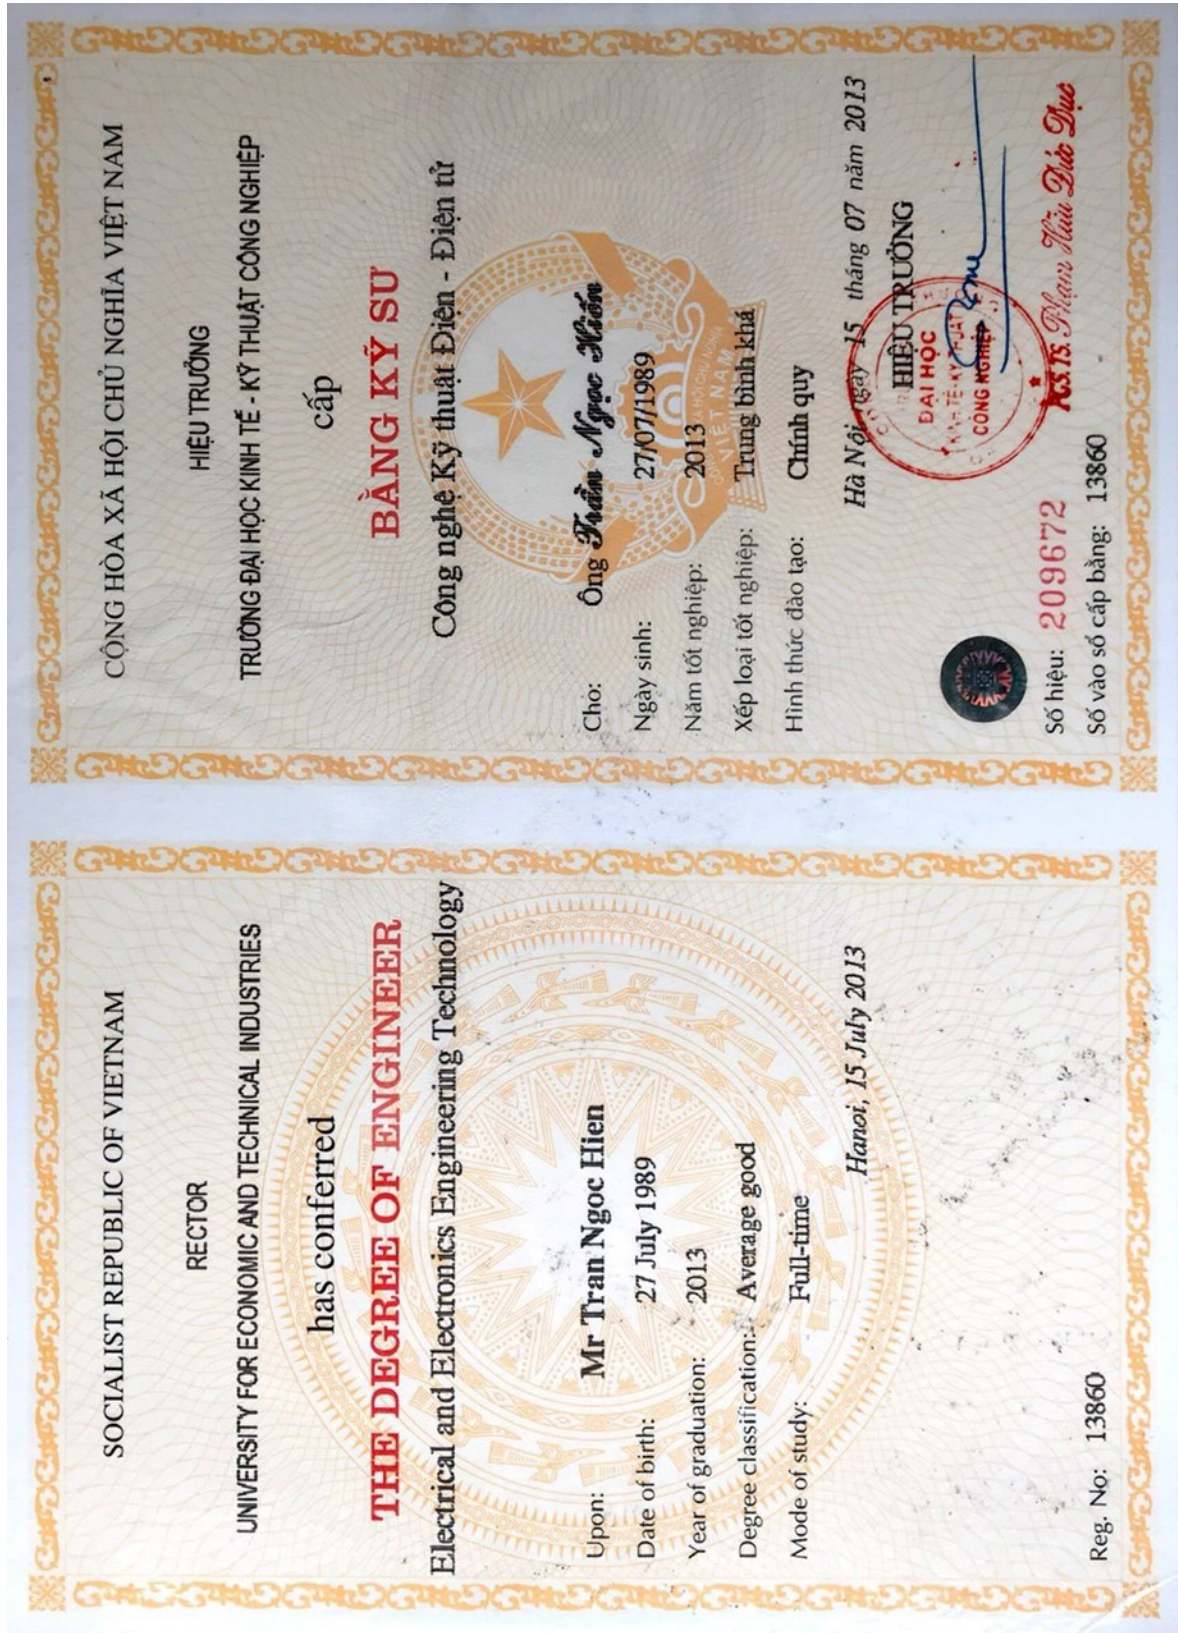 SOCIALIST REPUBLIC OF VIETNAM
RECTOR
UNIVERSITY FOR ECONOMIC AND TECHNICAL INDUSTRIES
has conferred
THE DEGREE OF ENGINEER
Electrical and Electronics Engineering Technology
Upon: Mr Tran Ngoc Hien
Date of birth: 27 July 1989
Year of graduation: 2013
Degree classification: Average good
Mode of study: Full-time
Hanoi, 15 July 2013
Reg. No: 13860
CỘNG HÒA XÃ HỘI CHỦ NGHĨA VIỆT NAM
HIỆU TRƯỞNG
TRƯỜNG ĐẠI HỌC KINH TẾ - KỸ THUẬT CÔNG NGHIỆP
cấp
BẰNG KỸ SƯ
Công nghệ Kỹ thuật Điện - Điện tử
Cho: Ông Trần Ngọc Hiến
Ngày sinh: 27/07/1989
Năm tốt nghiệp: 2013
Xếp loại tốt nghiệp: Trung bình khá
Hình thức đào tạo: Chính quy
VIỆT NAM
Hà Nội, ngày 15 tháng 07 năm 2013
HIỆU TRƯỞNG
ĐẠI HỌC
KINH TẾ-KỸ THUẬT
CÔNG NGHIỆP
PGS.TS. Phạm Hữu Đức Dục
Số hiệu: 209672
Số vào sổ cấp bằng: 13860